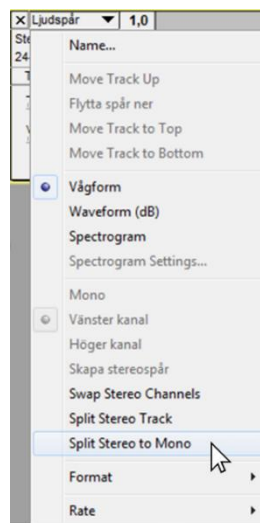 Ljudspår 1,0
Ste
24-
Name...
Move Track Up
Flytta spår ner
Move Track to Top
Move Track to Bottom
Vågform
Waveform (dB)
Spectrogram
Spectrogram Settings...
Mono
Vänster kanal
Höger kanal
Skapa stereospår
Swap Stereo Channels
Split Stereo Track
Split Stereo to Mono
Format
Rate